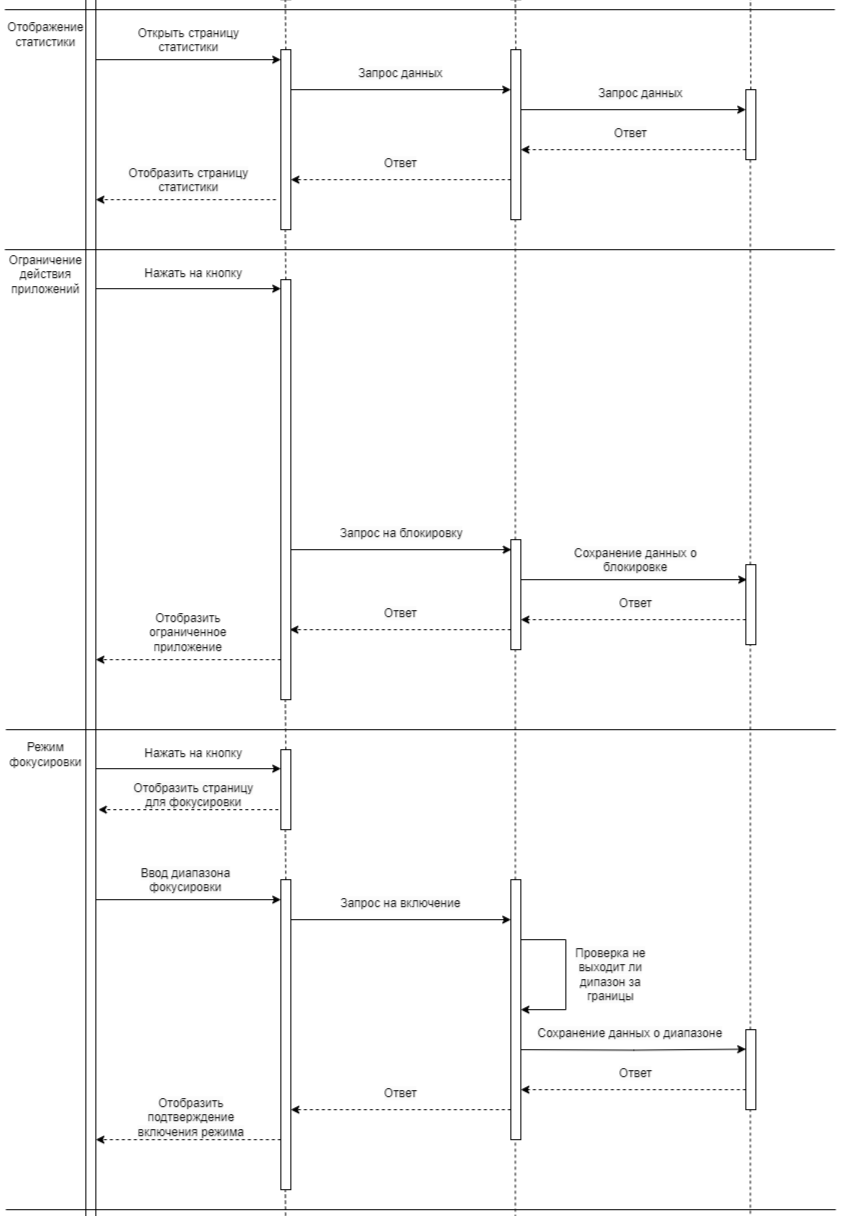 Отображение
статистики
Открыть страницу
статистики
Запрос данных
Запрос данных
Ответ
Ответ
Отобразить страницу
статистики
Ограничение
действия
приложений
Нажать на кнопку
Запрос на блокировку
Сохранение данных о
блокировке
Ответ
Ответ
Отобразить
ограниченное
приложение
Режим
фокусировки
Нажать на кнопку
Отобразить страницу
для фокусировки
Ввод диапазона
фокусировки
Запрос на включение
Проверка не
выходит ли
дипазон за
границы
Сохранение данных о диапазоне
Ответ
Ответ
Отобразить
подтверждение
включения режима